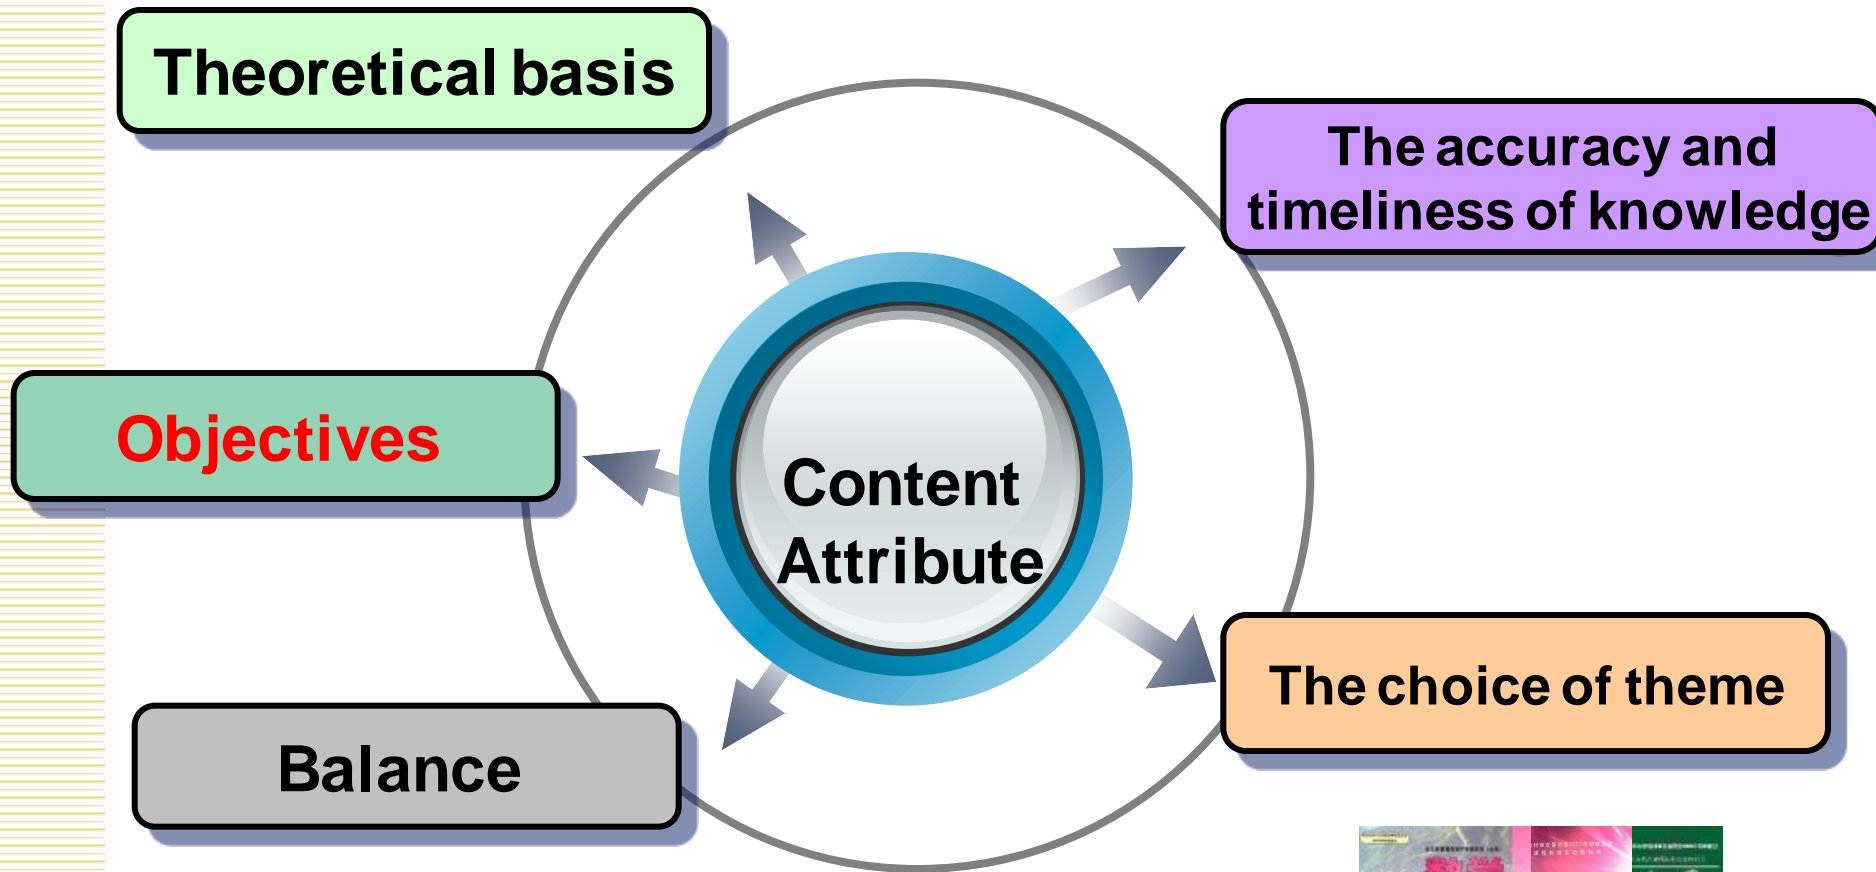 Theoretical basis
The accuracy and
timeliness of knowledge
Objectives
Content
Attribute
The choice of theme
Balance